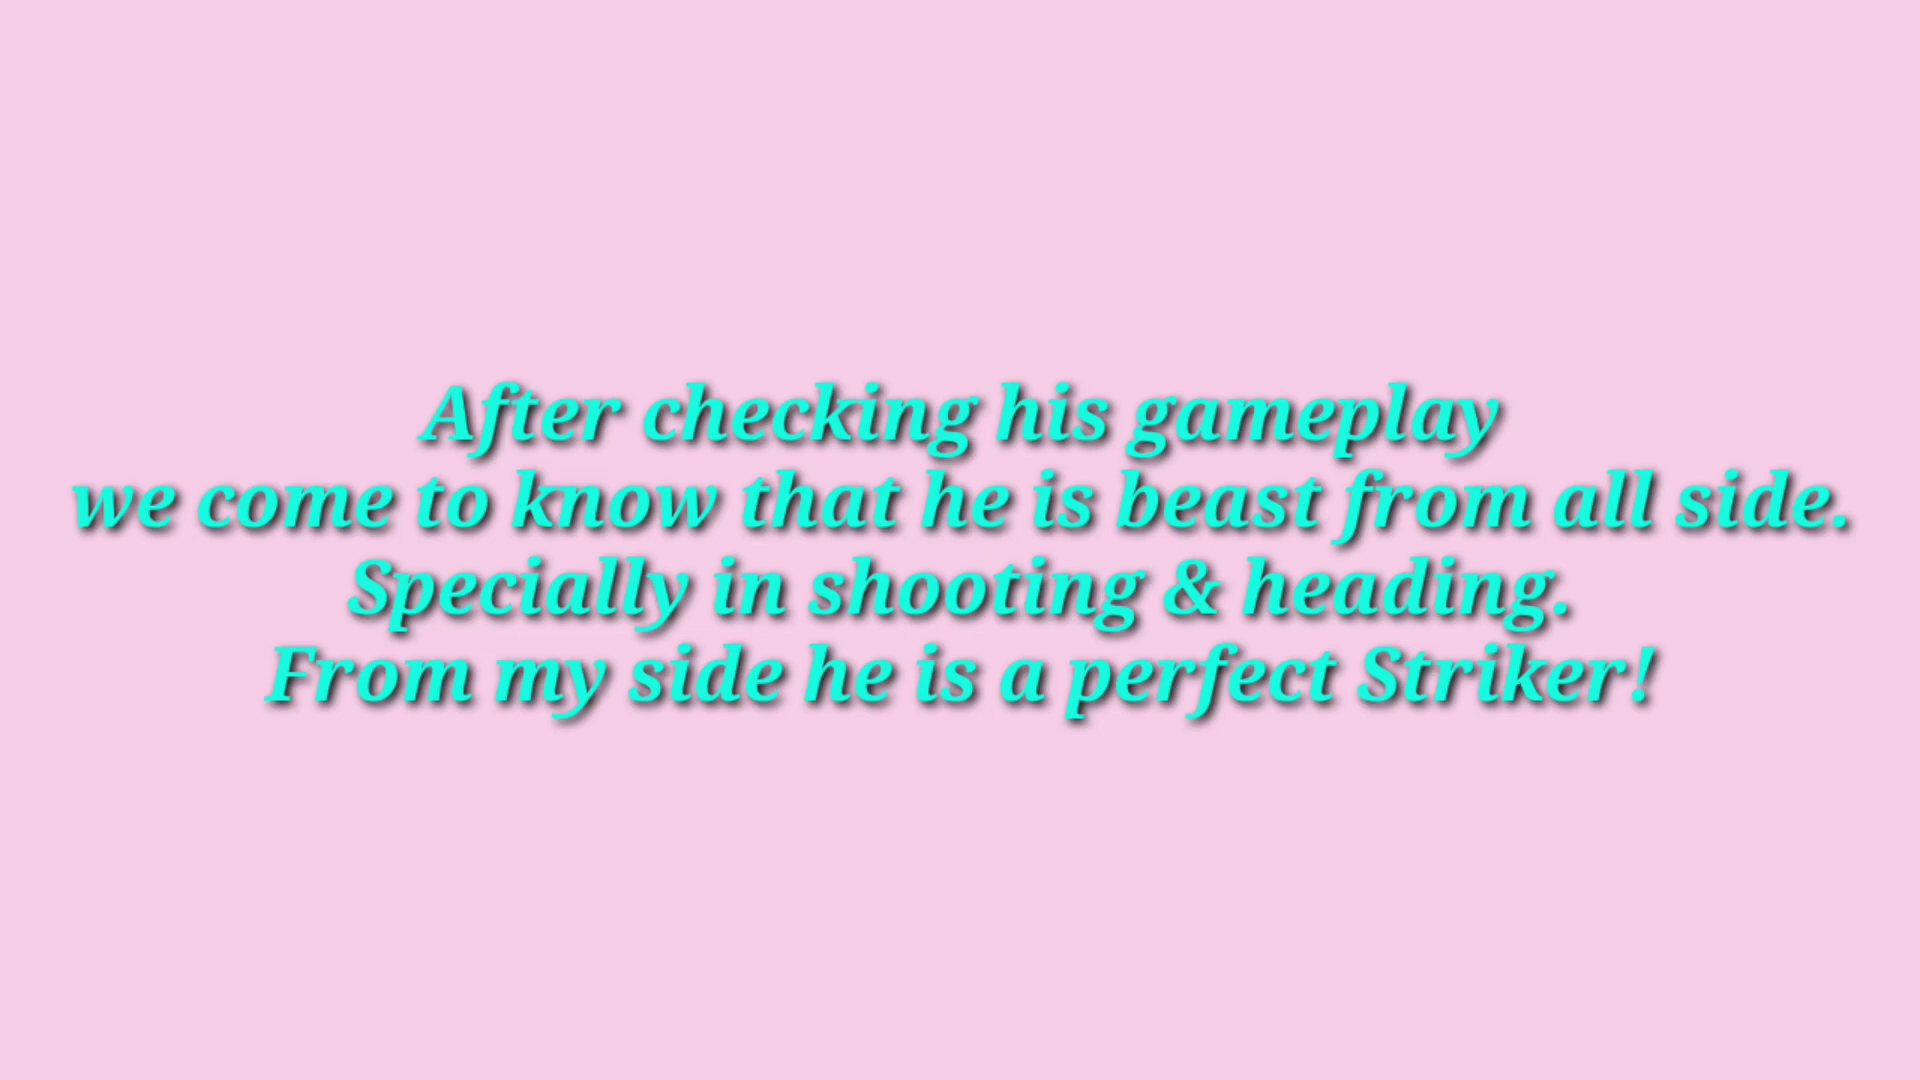 After checking his gameplay
we come to know that he is beast from all side.
Specially in shooting & heading.
From my side he is a perfect Striker!